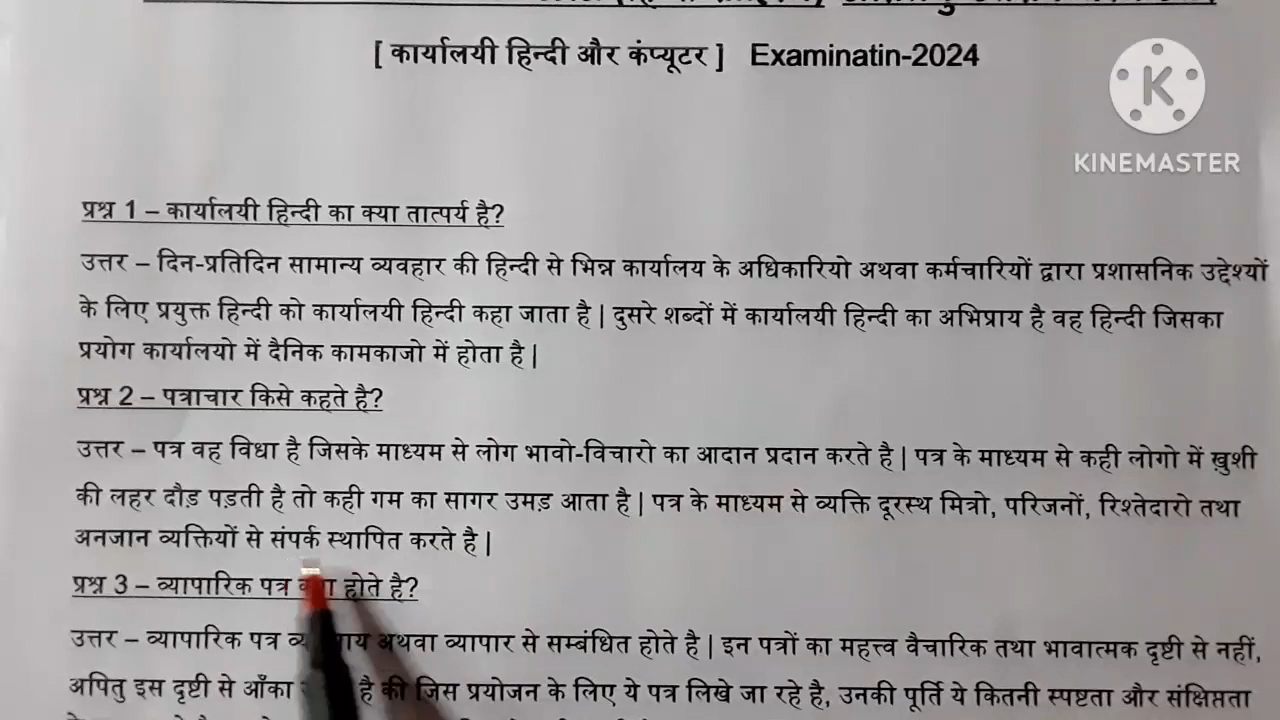 [ कार्यालयी हिन्दी और कंप्यूटर ] Examinatin-2024
KINEMASTER
प्रश्न 1 – कार्यालयी हिन्दी का क्या तात्पर्य है?
उत्तर – दिन-प्रतिदिन सामान्य व्यवहार की हिन्दी से भिन्न कार्यालय के अधिकारियो अथवा कर्मचारियों द्वारा प्रशासनिक उद्देश्यों
के लिए प्रयुक्त हिन्दी को कार्यालयी हिन्दी कहा जाता है | दुसरे शब्दों में कार्यालयी हिन्दी का अभिप्राय है वह हिन्दी जिसका
प्रयोग कार्यालयो में दैनिक कामकाजो में होता है |
प्रश्न 2 – पत्राचार किसे कहते है?
उत्तर – पत्र वह विधा है जिसके माध्यम से लोग भावो-विचारो का आदान प्रदान करते है | पत्र के माध्यम से कही लोगो में ख़ुशी
की लहर दौड़ पड़ती है तो कही गम का सागर उमड़ आता है | पत्र के माध्यम से व्यक्ति दूरस्थ मित्रो, परिजनों, रिश्तेदारो तथा
अनजान व्यक्तियों से संपर्क स्थापित करते है |
प्रश्न 3 – व्यापारिक पत्र होते है?
उत्तर – व्यापारिक पत्र अथवा व्यापार से सम्बंधित होते है | इन पत्रों का महत्त्व वैचारिक तथा भावात्मक दृष्टी से नहीं,
अपितु इस दृष्टी से आँका है की जिस प्रयोजन के लिए ये पत्र लिखे जा रहे है, उनकी पूर्ति ये कितनी स्पष्टता और संक्षिप्तता